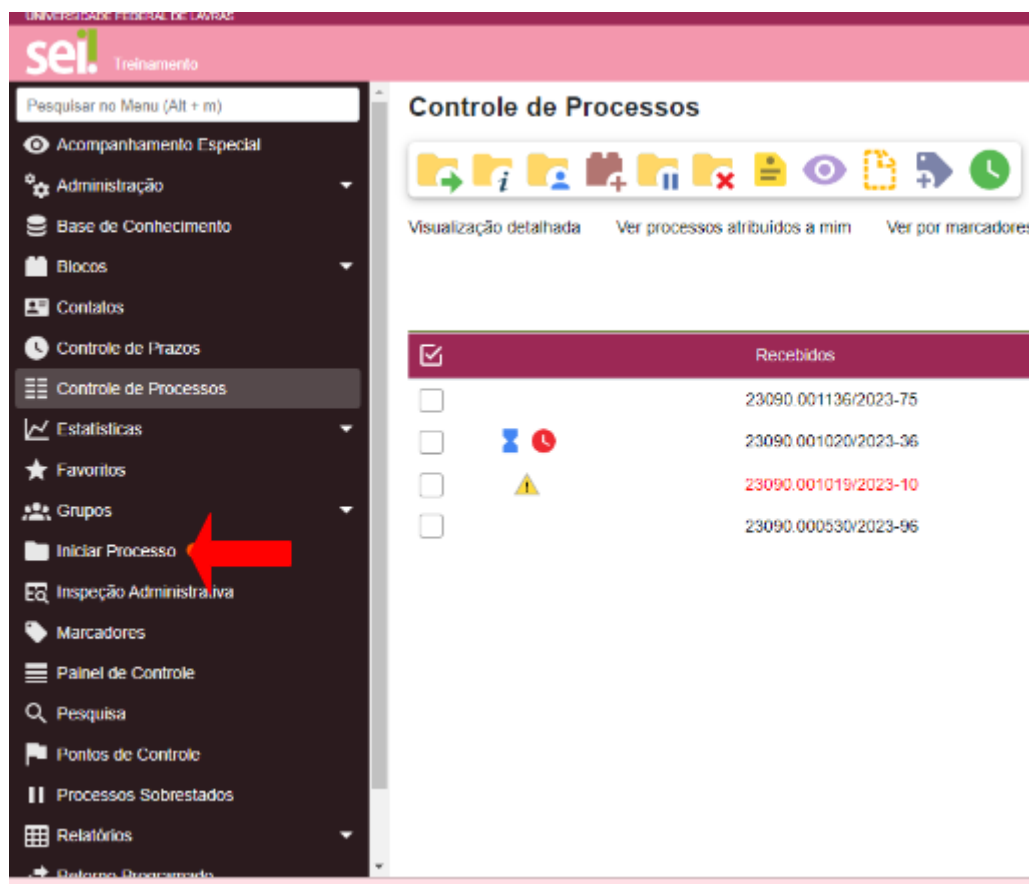 UNIVERSIDADE FEDERAL DE LAVRAS
sei!
Treinamento
Pesquisar no Menu (Alt + m)
Acompanhamento Especial
Administração
Base de Conhecimento
Blocos
Contatos
Controle de Prazos
Controle de Processos
Estatísticas
Favoritos
Grupos
Iniciar Processo
Inspeção Administrativa
Marcadores
Painel de Controle
Pesquisa
Pontos de Controle
Processos Sobrestados
Relatórios
Retorno Programado
Controle de Processos
Visualização detalhada Ver processos atribuídos a mim Ver por marcadores
Recebidos
23090.001136/2023-75
23090.001020/2023-36
23090.001019/2023-10
23090.000530/2023-96